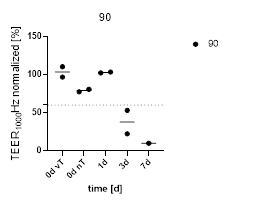 90
150
100
50
0
TEER1000Hz normalized [%]
0d vT
0d nT
1d
3d
7d
time [d]
90